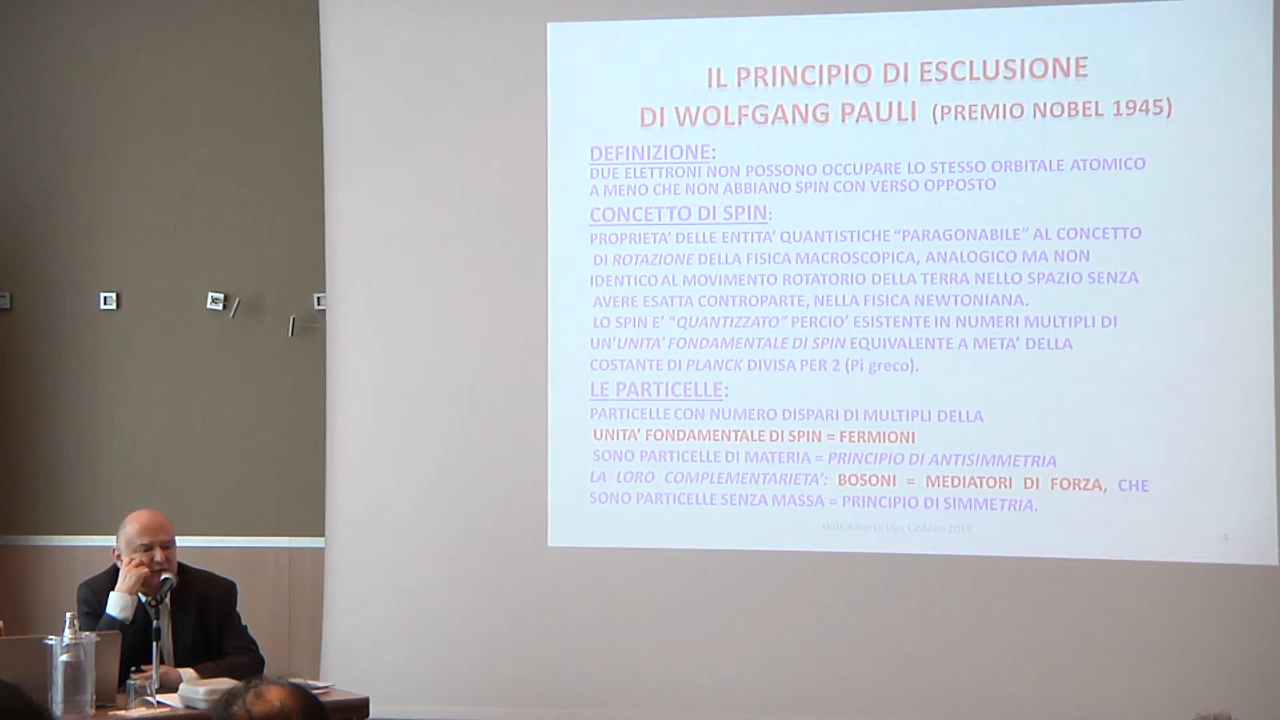 IL PRINCIPIO DI ESCLUSIONE
DI WOLFGANG PAULI (PREMIO NOBEL 1945)
DEFINIZIONE:
DUE ELETTRONI NON POSSONO OCCUPARE LO STESSO ORBITALE ATOMICO
A MENO CHE NON ABBIANO SPIN CON VERSO OPPOSTO
CONCETTO DI SPIN:
PROPRIETA' DELLE ENTITA' QUANTISTICHE "PARAGONABILE" AL CONCETTO
DI ROTAZIONE DELLA FISICA MACROSCOPICA, ANALOGICO MA NON
IDENTICO AL MOVIMENTO ROTATORIO DELLA TERRA NELLO SPAZIO SENZA
AVERE ESATTA CONTROPARTE, NELLA FISICA NEWTONIANA.
LO SPIN E' "QUANTIZZATO" PERCIO' ESISTENTE IN NUMERI MULTIPLI DI
UN'UNITA' FONDAMENTALE DI SPIN EQUIVALENTE A META' DELLA
COSTANTE DI PLANCK DIVISA PER 2 (Pi greco).
LE PARTICELLE:
PARTICELLE CON NUMERO DISPARI DI MULTIPLI DELLA
UNITA' FONDAMENTALE DI SPIN = FERMIONI
SONO PARTICELLE DI MATERIA = PRINCIPIO DI ANTISIMMETRIA
LA LORO COMPLEMENTARIETA': BOSONI = MEDIATORI DI FORZA, CHE
SONO PARTICELLE SENZA MASSA = PRINCIPIO DI SIMMETRIA.
Dott. Alberto Ugo